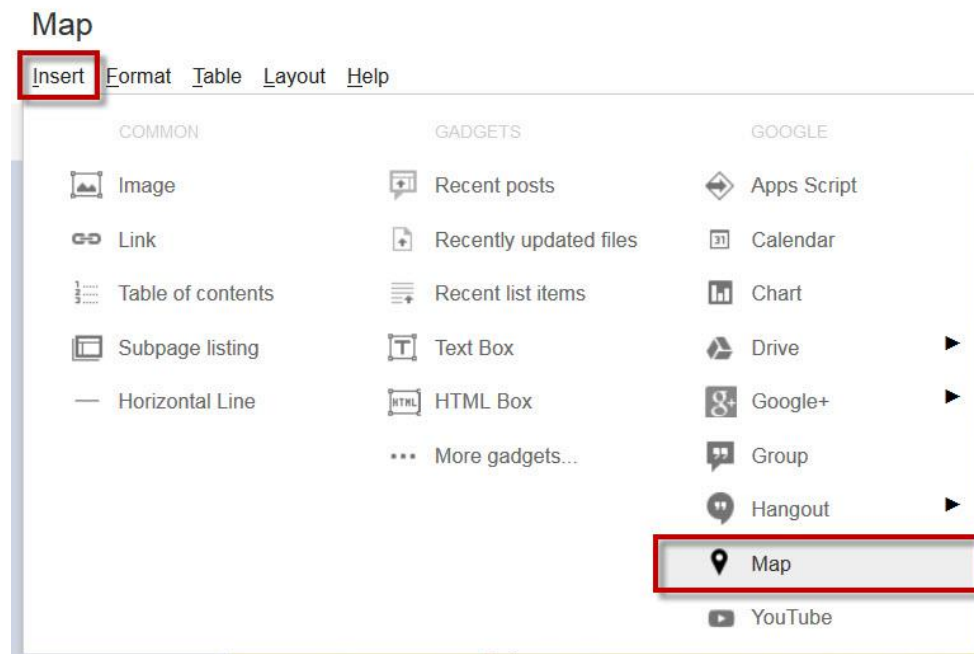 Map
Insert Format Table Layout Help
COMMON
Image
Link
Table of contents
Subpage listing
Horizontal Line
GADGETS
Recent posts
Recently updated files
Recent list items
Text Box
HTML Box
More gadgets...
GOOGLE
Apps Script
Calendar
Chart
Drive
Google+
Group
Hangout
Map
YouTube